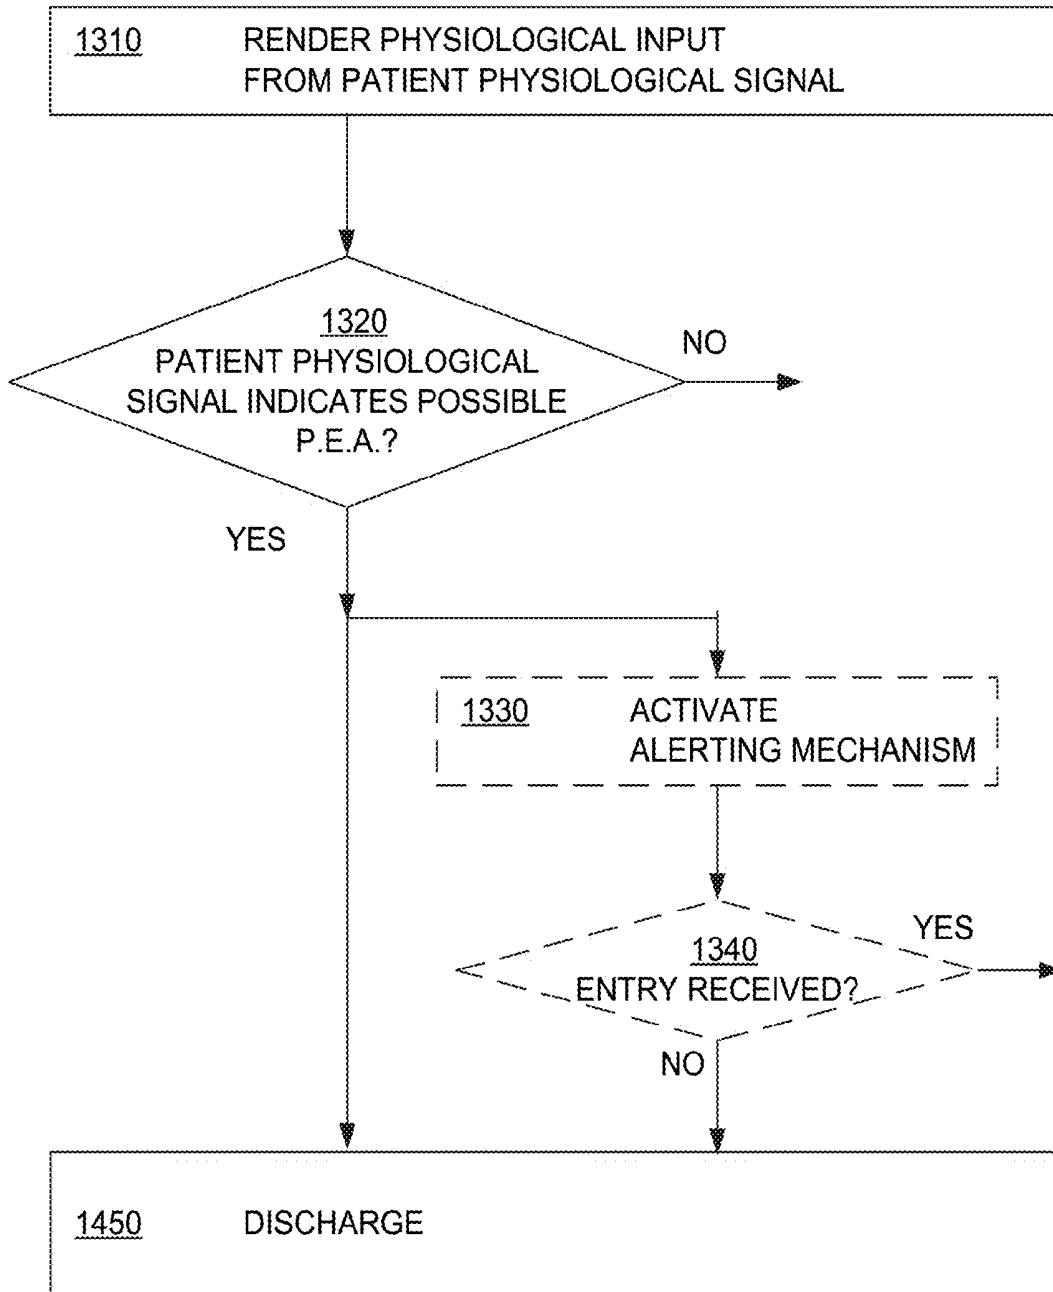 1310 RENDER PHYSIOLOGICAL INPUT
FROM PATIENT PHYSIOLOGICAL SIGNAL
1320
PATIENT PHYSIOLOGICAL
SIGNAL INDICATES POSSIBLE
P.E.A.?
NO
YES
1330 ACTIVATE
ALERTING MECHANISM
1340
ENTRY RECEIVED?
YES
NO
1450 DISCHARGE